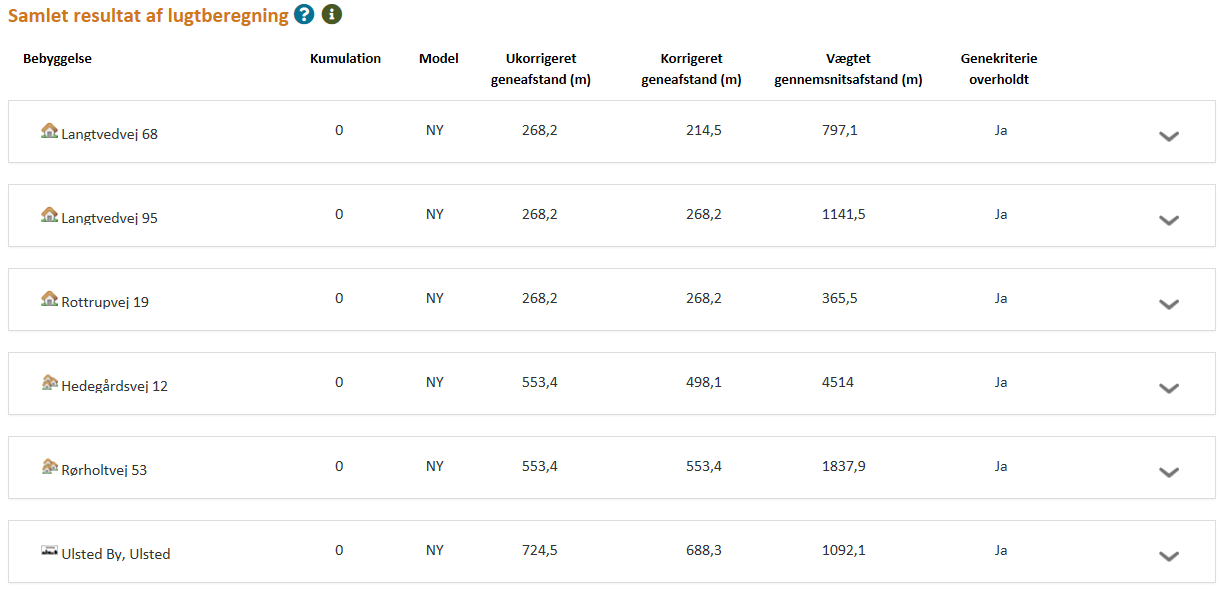 Samlet resultat af lugtberegning ? i
Bebyggelse Kumulation Model Ukorrigeret geneafstand (m) Korrigeret geneafstand (m) Vægtet gennemsnitsafstand (m) Genekriterie overholdt
Langtvedvej 68 0 NY 268,2 214,5 797,1 Ja
Langtvedvej 95 0 NY 268,2 268,2 1141,5 Ja
Rottrupvej 19 0 NY 268,2 268,2 365,5 Ja
Hedegårdsvej 12 0 NY 553,4 498,1 4514 Ja
Rørholtvej 53 0 NY 553,4 553,4 1837,9 Ja
Ulsted By, Ulsted 0 NY 724,5 688,3 1092,1 Ja